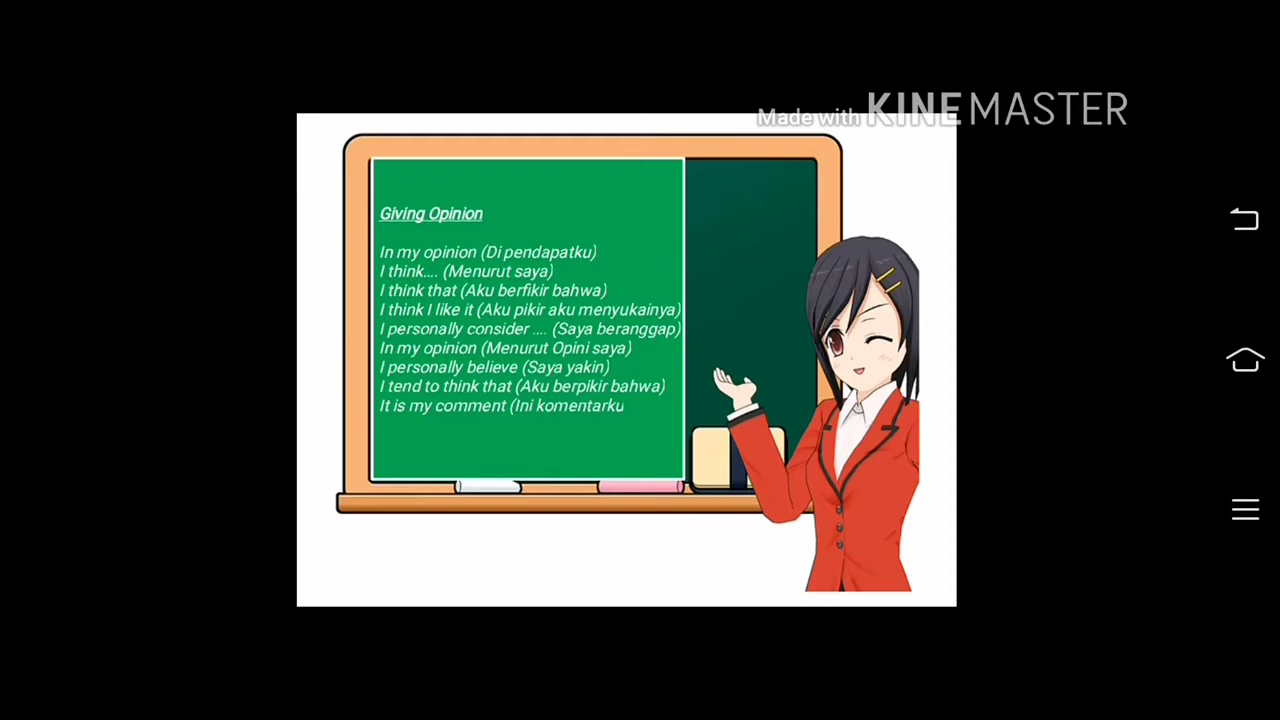 Made with KINEMASTER
Giving Opinion
In my opinion (Di pendapatku)
I think.... (Menurut saya)
I think that (Aku berfikir bahwa)
I think I like it (Aku pikir aku menyukainya)
I personally consider .... (Saya beranggap)
In my opinion (Menurut Opini saya)
I personally believe (Saya yakin)
I tend to think that (Aku berpikir bahwa)
It is my comment (Ini komentarku